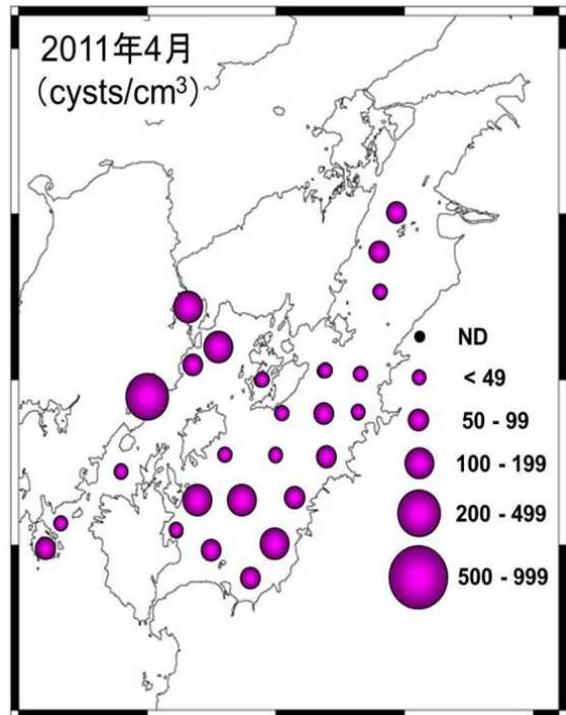 2011年4月
(cysts/cm³)
ND
< 49
50 - 99
100 - 199
200 - 499
500 - 999